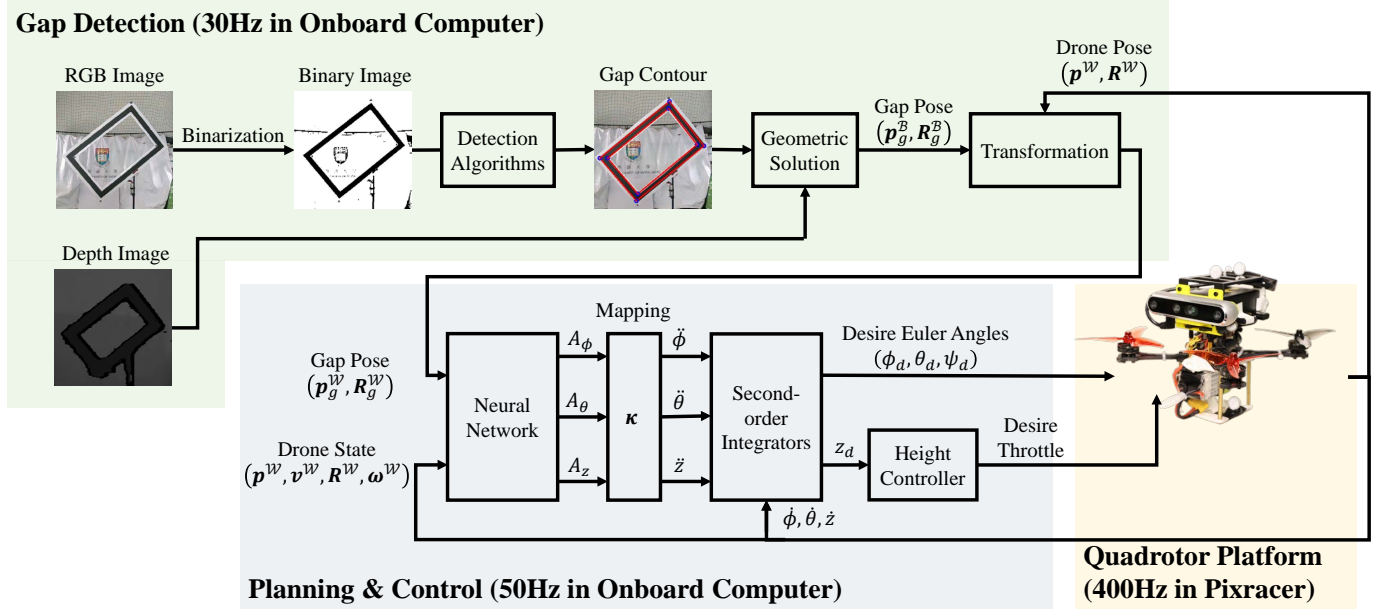 Gap Detection (30Hz in Onboard Computer)
RGB Image
Binarization
Binary Image
Detection
Algorithms
Gap Contour
Geometric
Solution
Gap Pose
(𝒑_g^ℬ, 𝑹_g^ℬ)
Drone Pose
(𝒑^𝒲, 𝑹^𝒲)
Transformation
Depth Image
Gap Pose
(𝒑_g^𝒲, 𝑹_g^𝒲)
Drone State
(𝒑^𝒲, 𝒗^𝒲, 𝑹^𝒲, 𝝎^𝒲)
Neural
Network
A_ϕ
A_θ
A_z
Mapping
𝜿
ϕ̈
θ̈
z̈
Second-
order
Integrators
ϕ̇, θ̇, ż
Desire Euler Angles
(ϕ_d, θ_d, ψ_d)
z_d
Height
Controller
Desire
Throttle
Planning & Control (50Hz in Onboard Computer)
Quadrotor Platform
(400Hz in Pixracer)